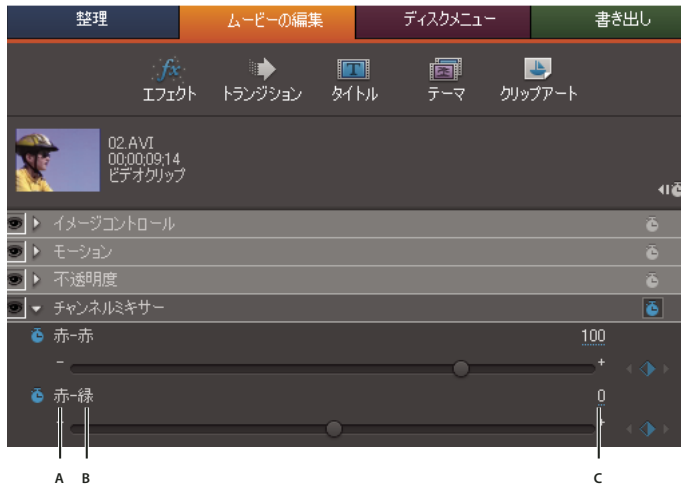 整理 ムービーの編集 ディスクメニュー 書き出し
エフェクト トランジション タイトル テーマ クリップアート
02.AVI
00;00;09;14
ビデオクリップ
イメージコントロール
モーション
不透明度
チャンネルミキサー
赤-赤 100
- +
赤-緑 0
- +
A B C